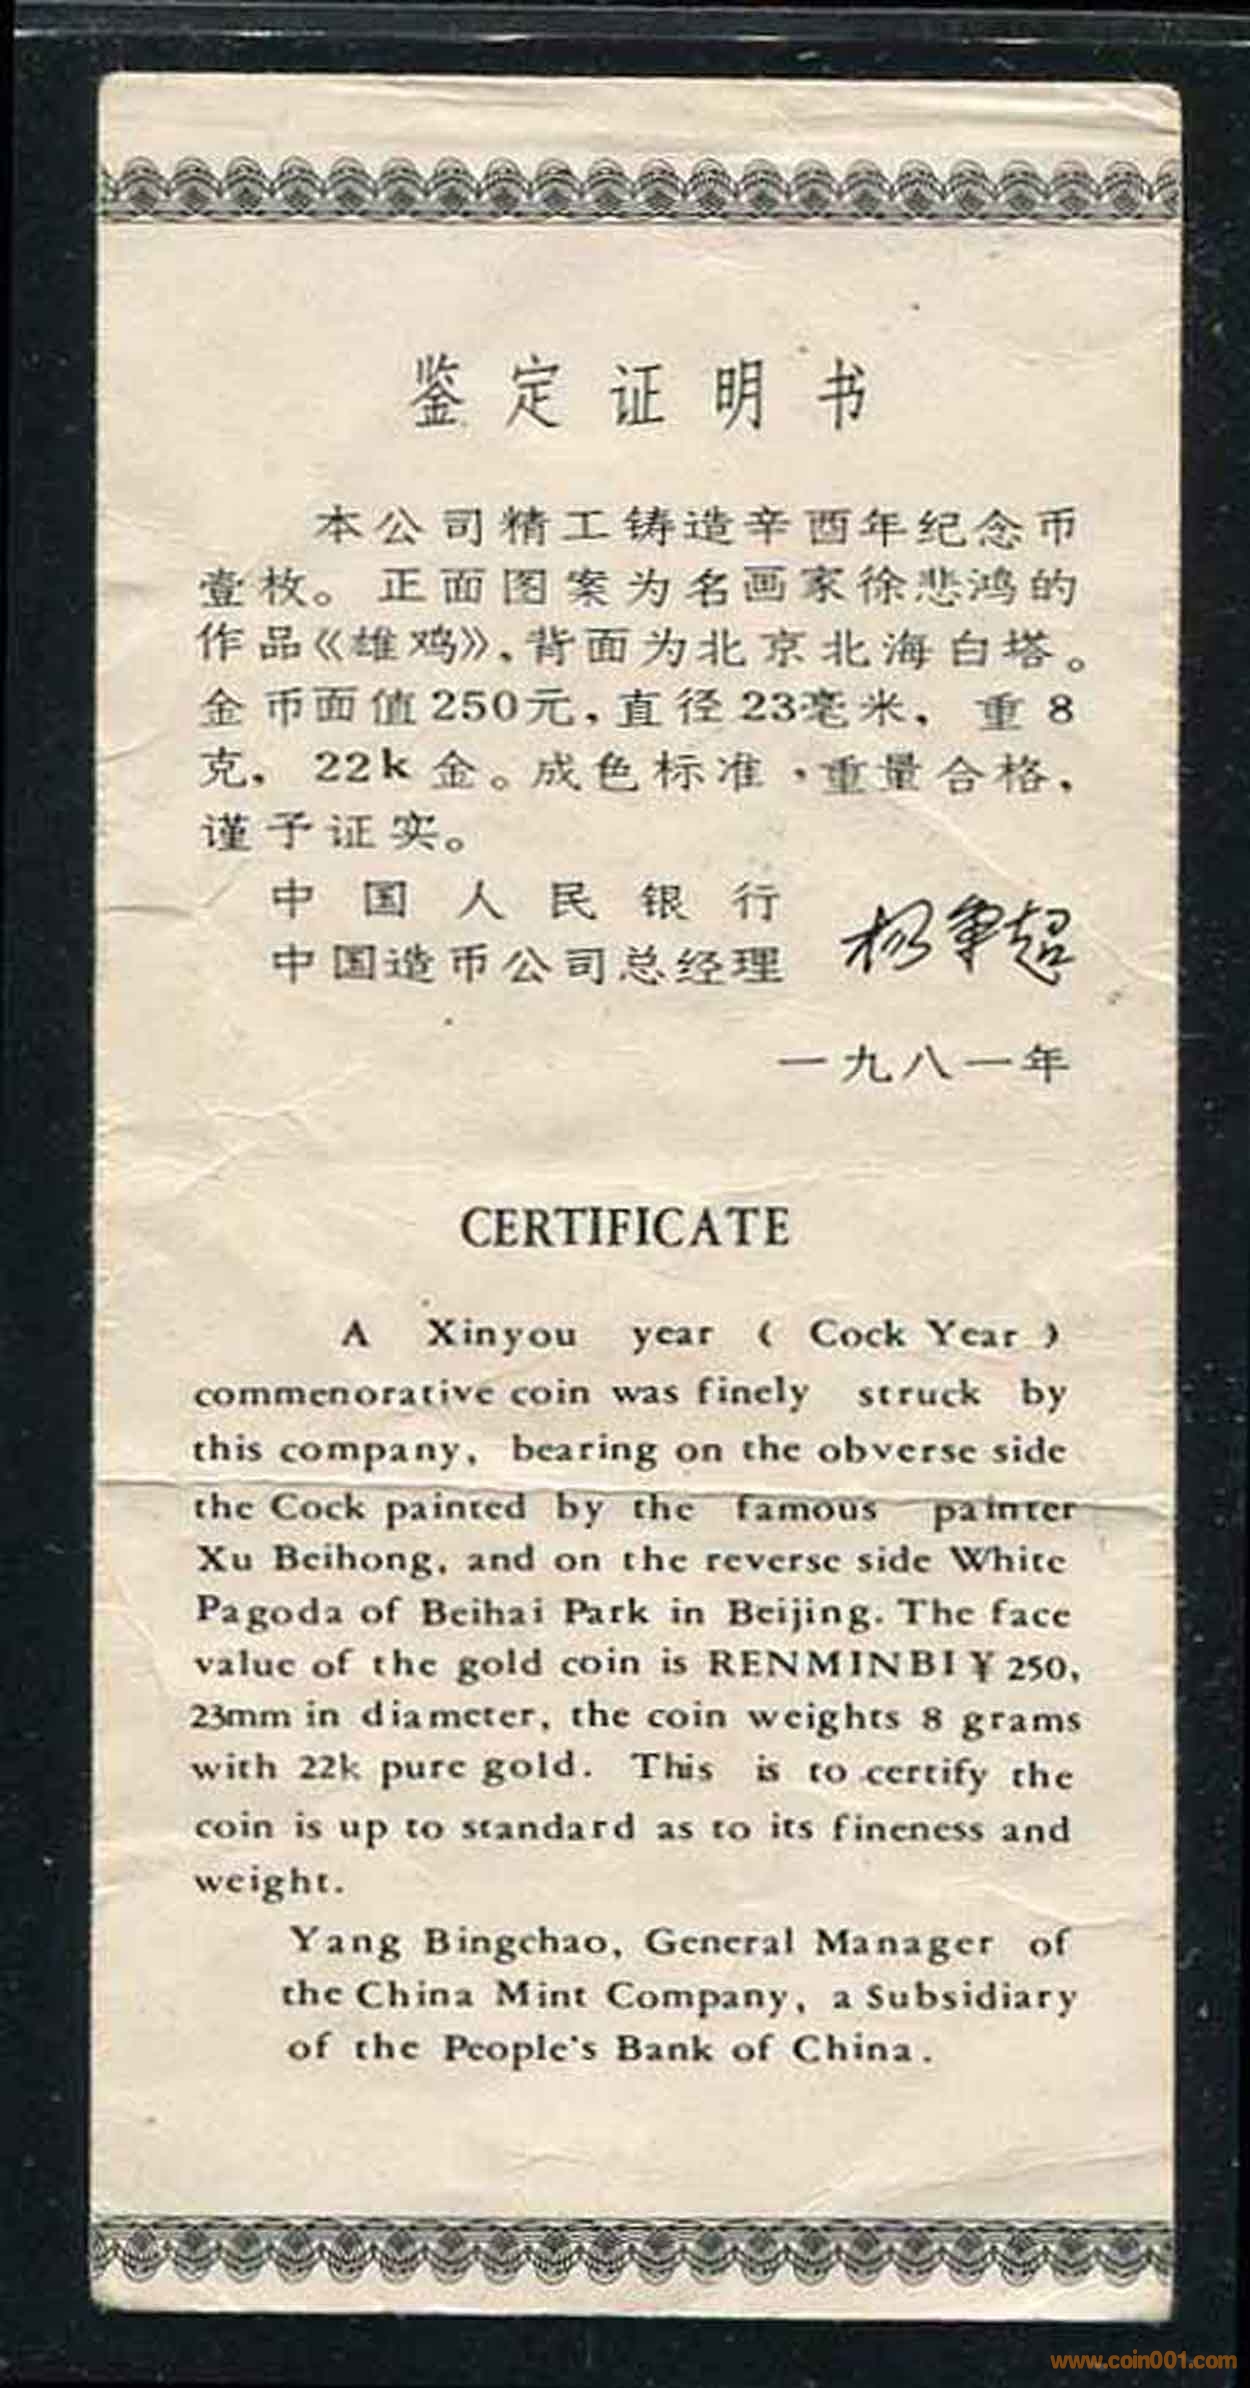 鉴定证明书
本公司精工铸造辛酉年纪念币
壹枚。正面图案为名画家徐悲鸿的
作品《雄鸡》,背面为北京北海白塔。
金币面值250元,直径23毫米,重8
克,22k金。成色标准,重量合格,
谨予证实。
中国人民银行
中国造币公司总经理 杨秉超
一九八一年
CERTIFICATE
A Xinyou year ( Cock Year )
commenorative coin was finely struck by
this company, bearing on the obverse side
the Cock painted by the famous painter
Xu Beihong, and on the reverse side White
Pagoda of Beihai Park in Beijing. The face
value of the gold coin is RENMINBI ¥ 250,
23mm in diameter, the coin weights 8 grams
with 22k pure gold. This is to certify the
coin is up to standard as to its fineness and
weight.
Yang Bingchao, General Manager of
the China Mint Company, a Subsidiary
of the People's Bank of China.
www.coin001.com